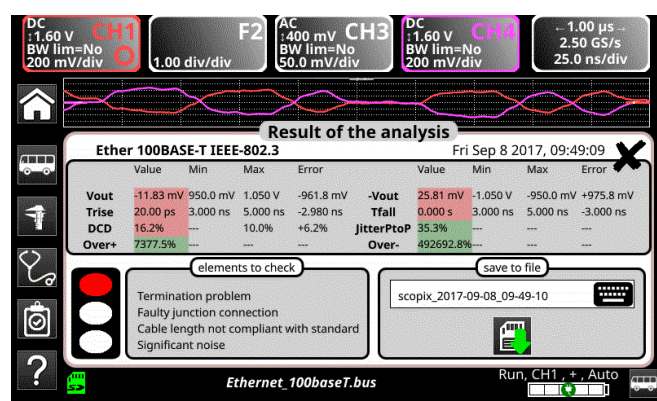 DC
↕1.60 V CH1
BW lim=No
200 mV/div
F2
1.00 div/div
AC
↕400 mV CH3
BW lim=No
50.0 mV/div
DC
↕1.60 V CH4
BW lim=No
200 mV/div
←1.00 µs→
2.50 GS/s
25.0 ns/div
Result of the analysis
Ether 100BASE-T IEEE-802.3 Fri Sep 8 2017, 09:49:09
Value Min Max Error Value Min Max Error
Vout -11.83 mV 950.0 mV 1.050 V -961.8 mV -Vout 25.81 mV -1.050 V -950.0 mV +975.8 mV
Trise 20.00 ps 3.000 ns 5.000 ns -2.980 ns Tfall 0.000 s 3.000 ns 5.000 ns -3.000 ns
DCD 16.2% --- 10.0% +6.2% JitterPtoP 35.3% --- --- ---
Over+ 7377.5% --- --- --- Over- 492692.8% --- --- ---
elements to check
Termination problem
Faulty junction connection
Cable length not compliant with standard
Significant noise
save to file
scopix_2017-09-08_09-49-10
?
SD
Ethernet_100baseT.bus
Run, CH1 , + , Auto